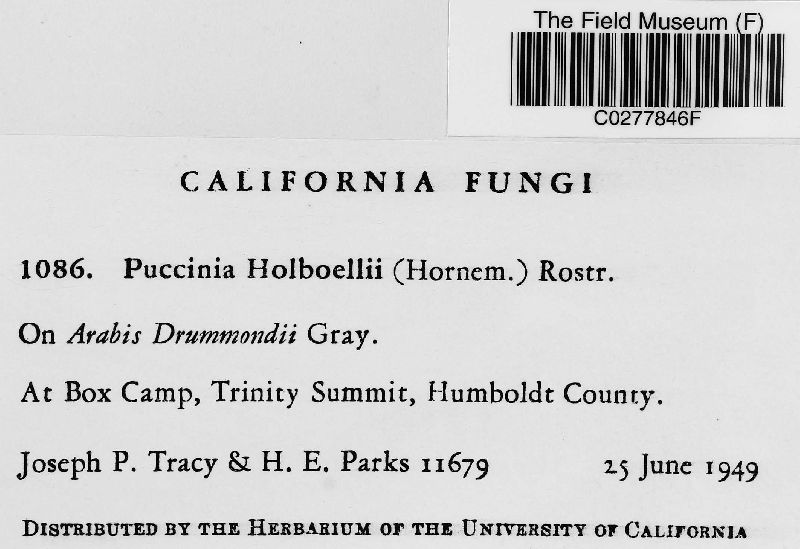 The Field Museum (F)
C0277846F
CALIFORNIA FUNGI
1086. Puccinia Holboellii (Hornem.) Rostr.
On Arabis Drummondii Gray.
At Box Camp, Trinity Summit, Humboldt County.
Joseph P. Tracy & H. E. Parks 11679 25 June 1949
DISTRIBUTED BY THE HERBARIUM OF THE UNIVERSITY OF CALIFORNIA